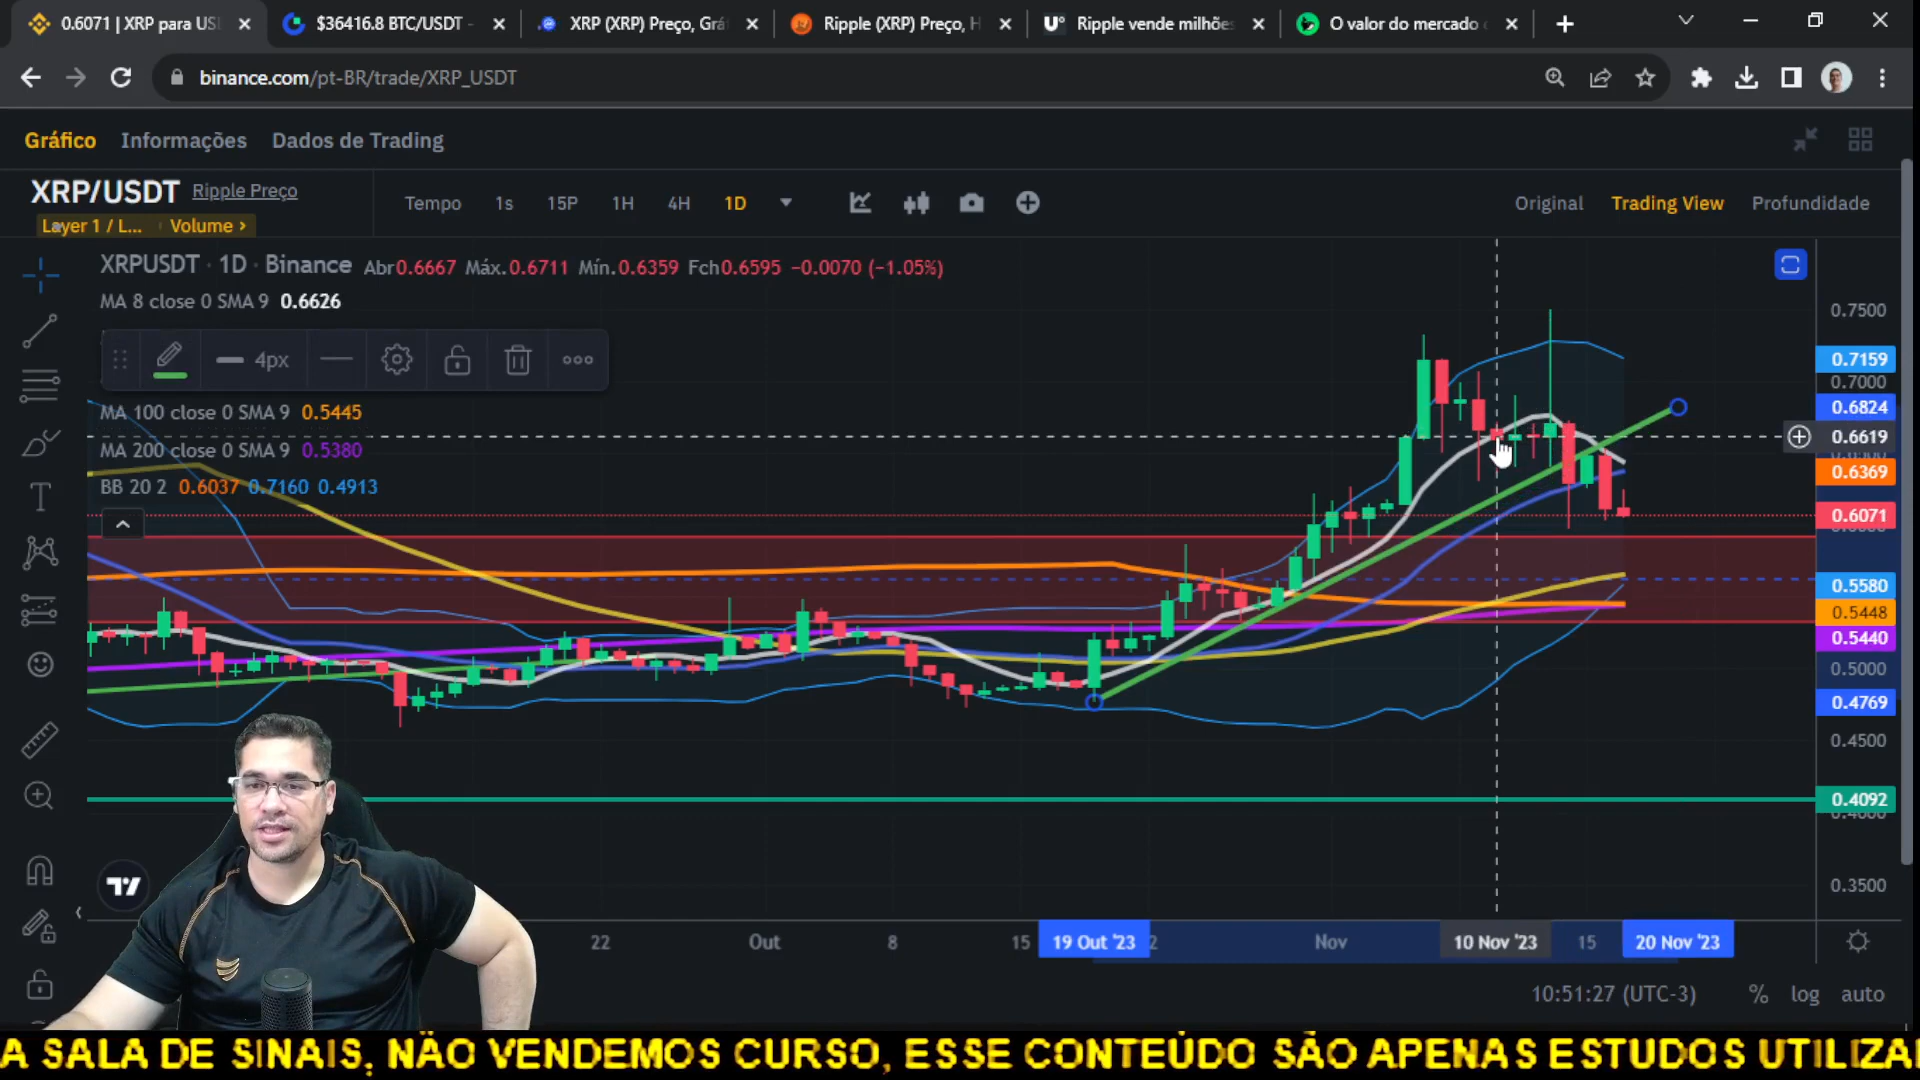 0.6071 | XRP para US
$36416.8 BTC/USDT -
XRP (XRP) Preço, Grá
Ripple (XRP) Preço, H
Ripple vende milhões
O valor do mercado
binance.com/pt-BR/trade/XRP_USDT
Gráfico Informações Dados de Trading
XRP/USDT Ripple Preço
Layer 1 / L... Volume >
Tempo 1s 15P 1H 4H 1D
Original Trading View Profundidade
XRPUSDT · 1D · Binance Abr0.6667 Máx.0.6711 Mín.0.6359 Fch0.6595 −0.0070 (−1.05%)
MA 8 close 0 SMA 9 0.6626
4px
MA 100 close 0 SMA 9 0.5445
MA 200 close 0 SMA 9 0.5380
BB 20 2 0.6037 0.7160 0.4913
0.7500
0.7159
0.7000
0.6824
0.6619
0.6369
0.6071
0.5580
0.5448
0.5440
0.5000
0.4769
0.4500
0.4092
0.4000
0.3500
22 Out 8 15 19 Out '23 2 Nov 10 Nov '23 15 20 Nov '23
10:51:27 (UTC-3) % log auto
A SALA DE SINAIS, NÃO VENDEMOS CURSO, ESSE CONTEÚDO SÃO APENAS ESTUDOS UTILIZA